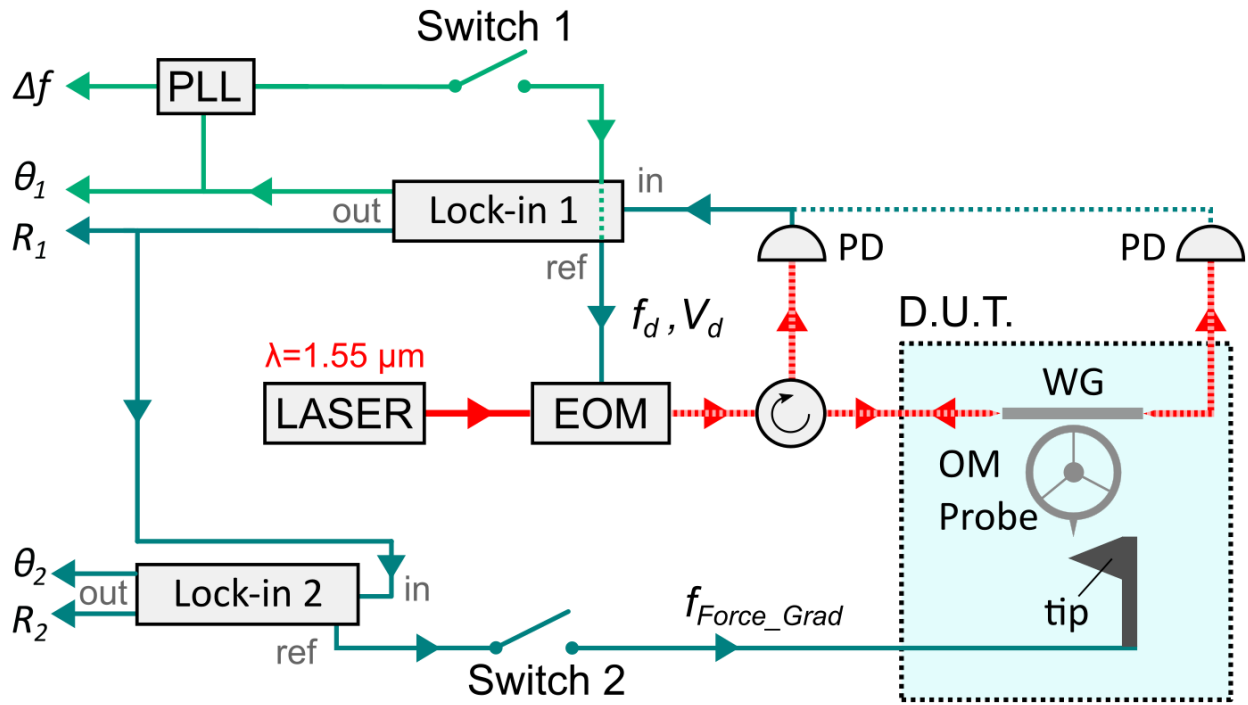 Switch 1
Δf
PLL
θ1
in
out
Lock-in 1
R1
ref
PD
PD
fd , Vd
D.U.T.
λ=1.55 µm
LASER
EOM
WG
OM
Probe
θ2
out
Lock-in 2
in
R2
tip
fForce_Grad
ref
Switch 2